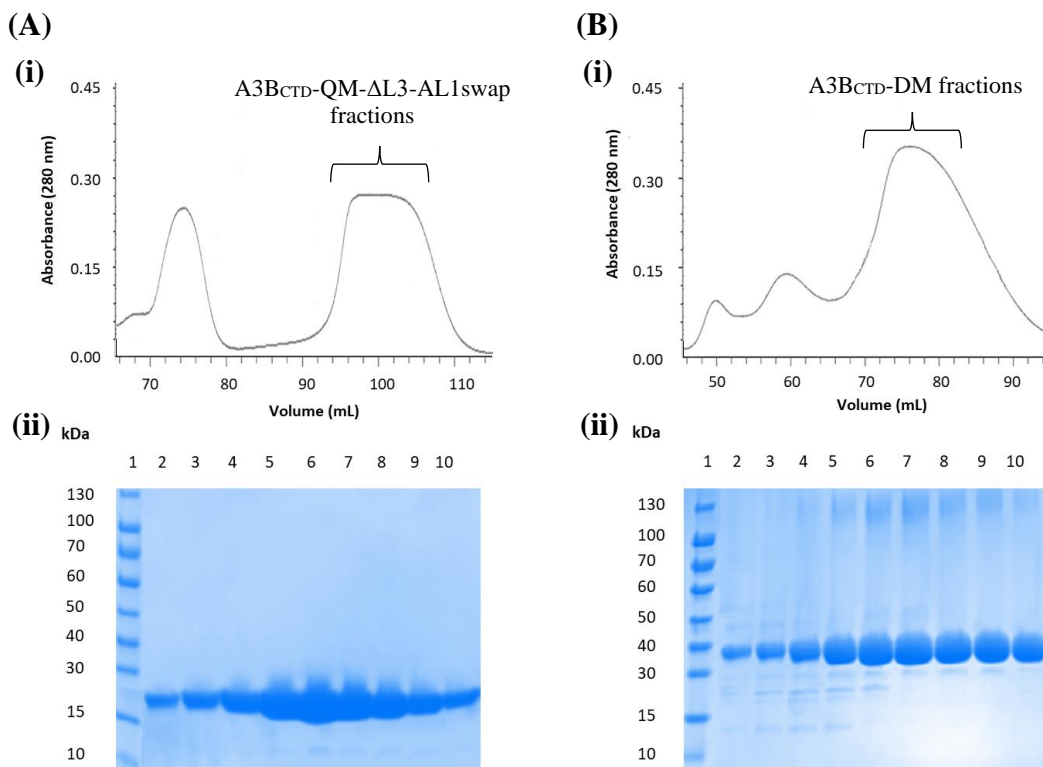 (A)
(i)
A3BCTD-QM-ΔL3-AL1swap
fractions
Absorbance (280 nm)
0.45
0.30
0.15
0.00
70 80 90 100 110
Volume (mL)
(ii)
kDa
1 2 3 4 5 6 7 8 9 10
130
100
70
60
50
40
30
15
10
(B)
(i)
A3BCTD-DM fractions
Absorbance (280 nm)
0.45
0.30
0.15
0.00
50 60 70 80 90
Volume (mL)
(ii)
kDa
1 2 3 4 5 6 7 8 9 10
130
100
70
60
50
40
30
15
10